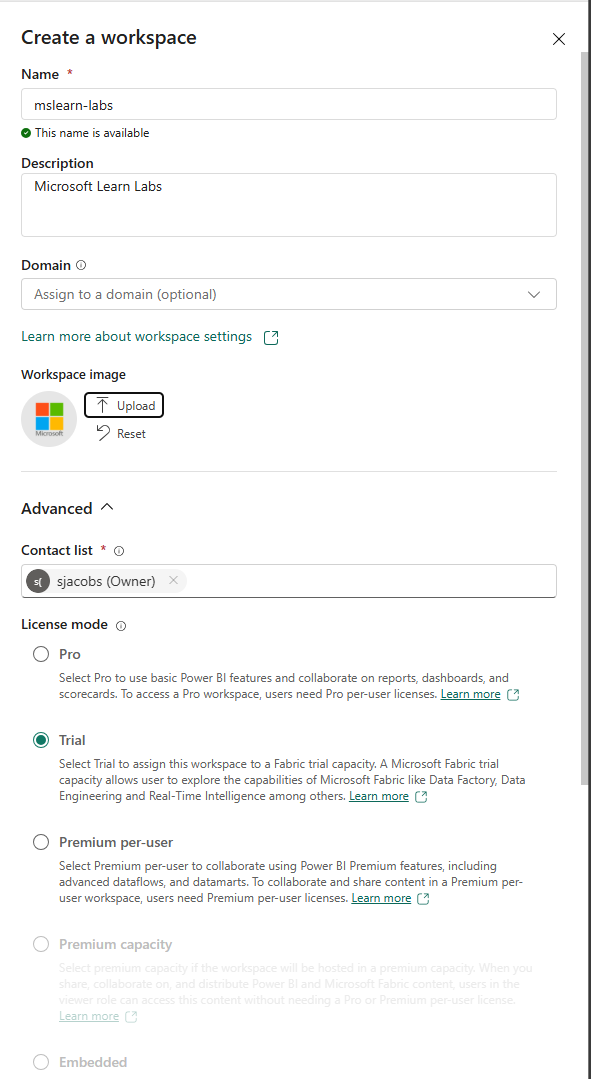 Create a workspace
Name *
mslearn-labs
This name is available
Description
Microsoft Learn Labs
Domain
Assign to a domain (optional)
Learn more about workspace settings
Workspace image
Microsoft
Upload
Reset
Advanced
Contact list *
s( sjacobs (Owner)
License mode
Pro
Select Pro to use basic Power BI features and collaborate on reports, dashboards, and
scorecards. To access a Pro workspace, users need Pro per-user licenses. Learn more
Trial
Select Trial to assign this workspace to a Fabric trial capacity. A Microsoft Fabric trial
capacity allows user to explore the capabilities of Microsoft Fabric like Data Factory, Data
Engineering and Real-Time Intelligence among others. Learn more
Premium per-user
Select Premium per-user to collaborate using Power BI Premium features, including
advanced dataflows, and datamarts. To collaborate and share content in a Premium per-
user workspace, users need Premium per-user licenses. Learn more
Premium capacity
Select premium capacity if the workspace will be hosted in a premium capacity. When you
share, collaborate on, and distribute Power BI and Microsoft Fabric content, users in the
viewer role can access this content without needing a Pro or Premium per-user license.
Learn more
Embedded